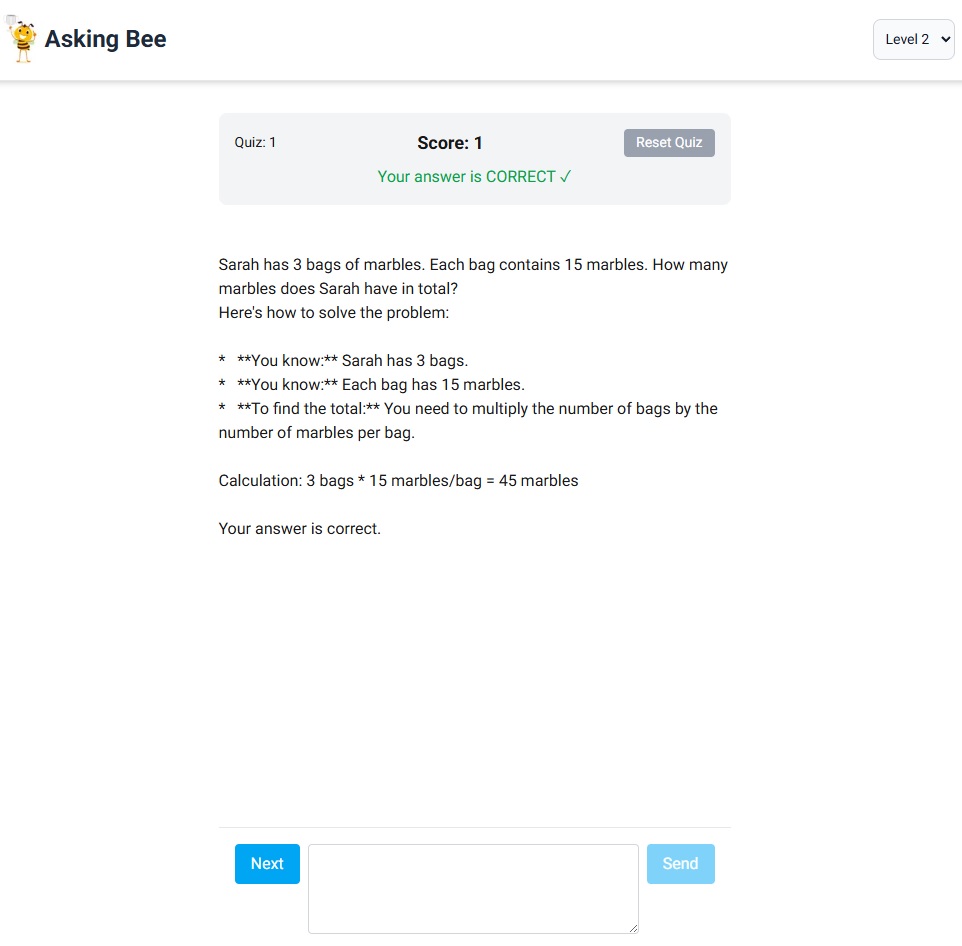 Asking Bee
Level 2
Quiz: 1
Score: 1
Reset Quiz
Your answer is CORRECT ✓
Sarah has 3 bags of marbles. Each bag contains 15 marbles. How many
marbles does Sarah have in total?
Here's how to solve the problem:
*   **You know:** Sarah has 3 bags.
*   **You know:** Each bag has 15 marbles.
*   **To find the total:** You need to multiply the number of bags by the
number of marbles per bag.
Calculation: 3 bags * 15 marbles/bag = 45 marbles
Your answer is correct.
Next
Send